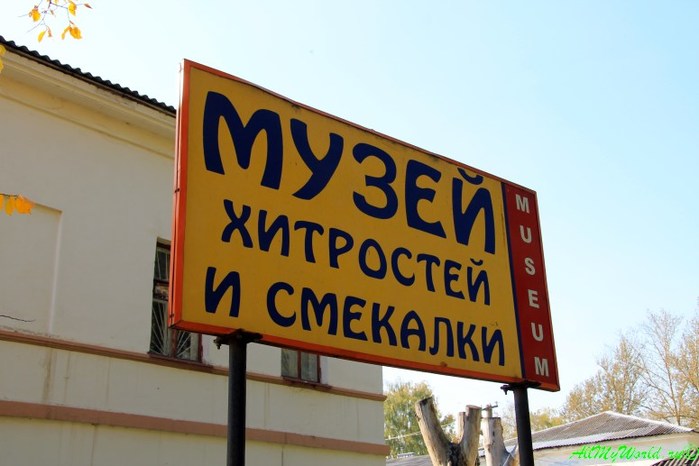 МУЗЕЙ
ХИТРОСТЕЙ
И СМЕКАЛКИ
MUSEUM
AllMyWorld.ru